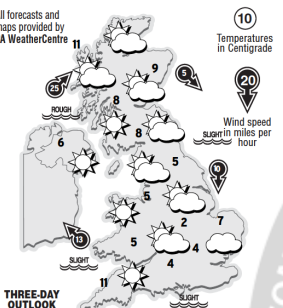 ll forecasts and
maps provided by
A WeatherCentre
10
Temperatures
in Centigrade
20
Wind speed
in miles per
hour
11
9
5
25
ROUGH
8
8
SLIGHT
6
5
10
5
2
7
13
5
4
SLIGHT
4
11
SLIGHT
THREE-DAY
OUTLOOK